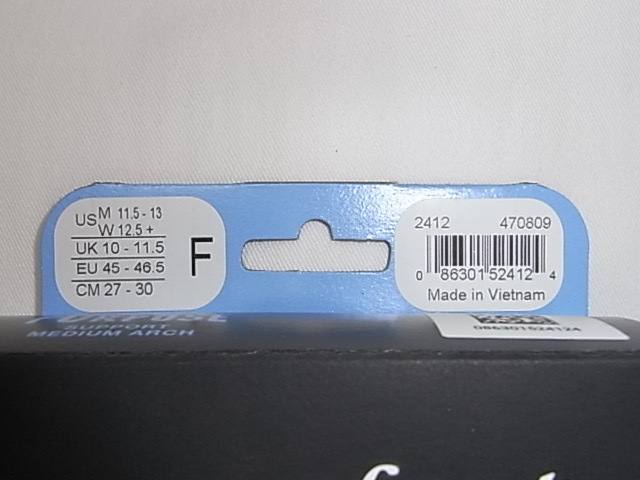 US M 11.5 - 13
W 12.5 +
UK 10 - 11.5
EU 45 - 46.5
CM 27 - 30
F
2412 470809
0 86301 52412 4
Made in Vietnam
SUPPORT
MEDIUM ARCH
086301524124